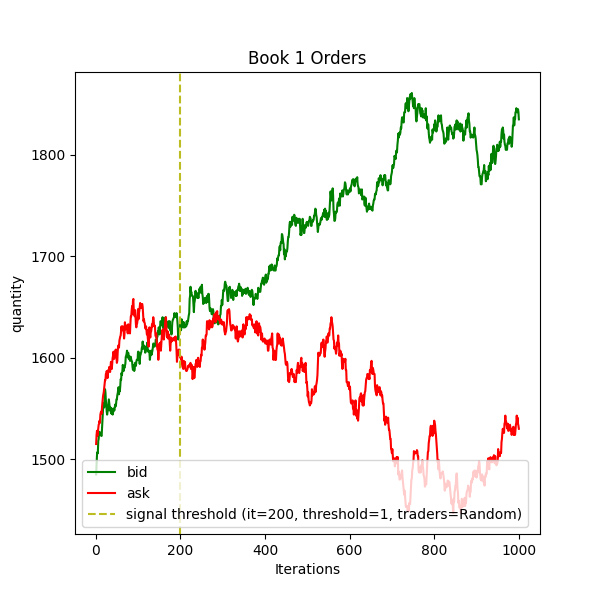 Book 1 Orders
quantity
1800
1700
1600
1500
bid
ask
signal threshold (it=200, threshold=1, traders=Random)
0 200 400 600 800 1000
Iterations